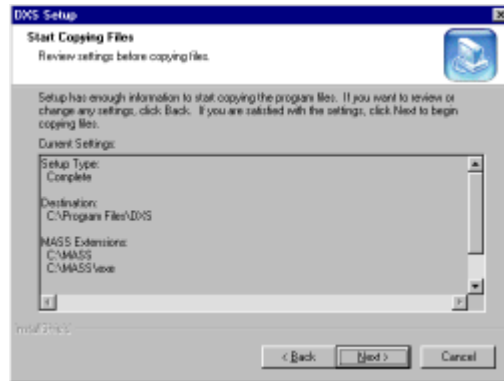 DXS Setup
Start Copying Files
Review settings before copying files.
Setup has enough information to start copying the program files. If you want to review or
change any settings, click Back. If you are satisfied with the settings, click Next to begin
copying files.
Current Settings:
Setup Type:
Complete
Destination:
C:\Program Files\DXS
MASS Extensions:
C:\MASS
C:\MASS\exe
InstallShield
< Back
Next >
Cancel